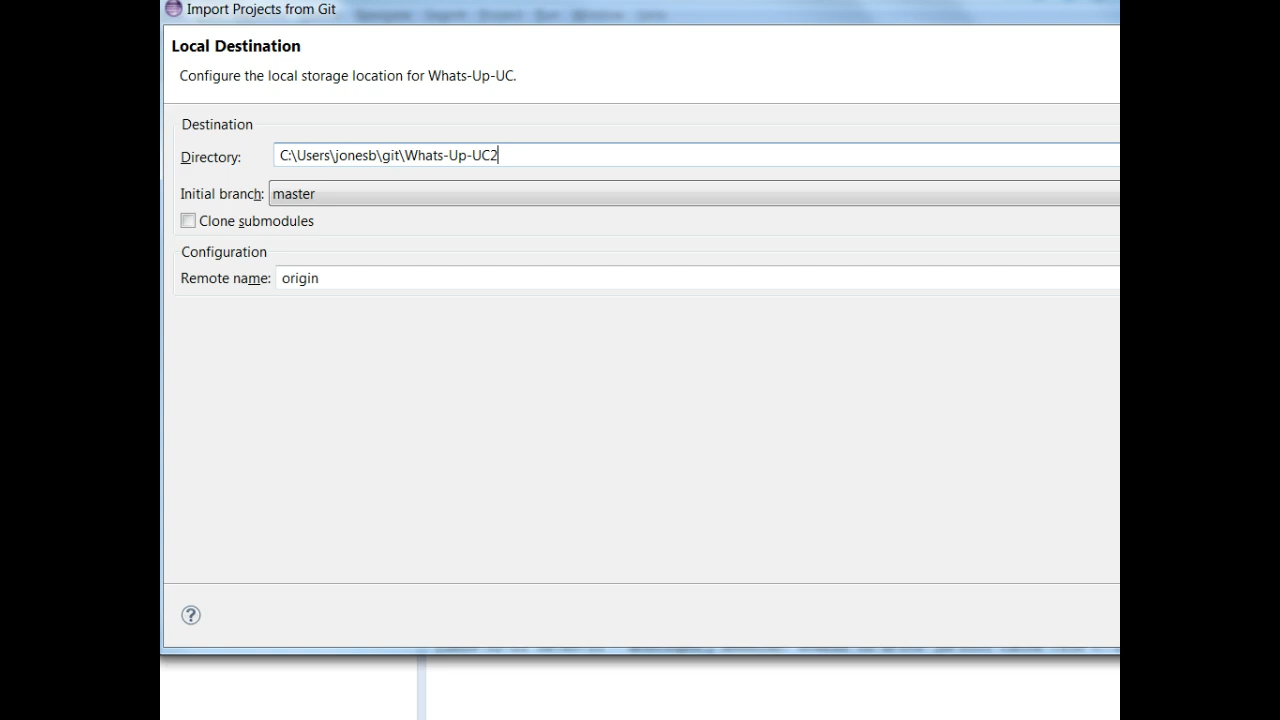 Import Projects from Git
Local Destination
Configure the local storage location for Whats-Up-UC.
Destination
Directory: C:\Users\jonesb\git\Whats-Up-UC2
Initial branch: master
Clone submodules
Configuration
Remote name: origin
?